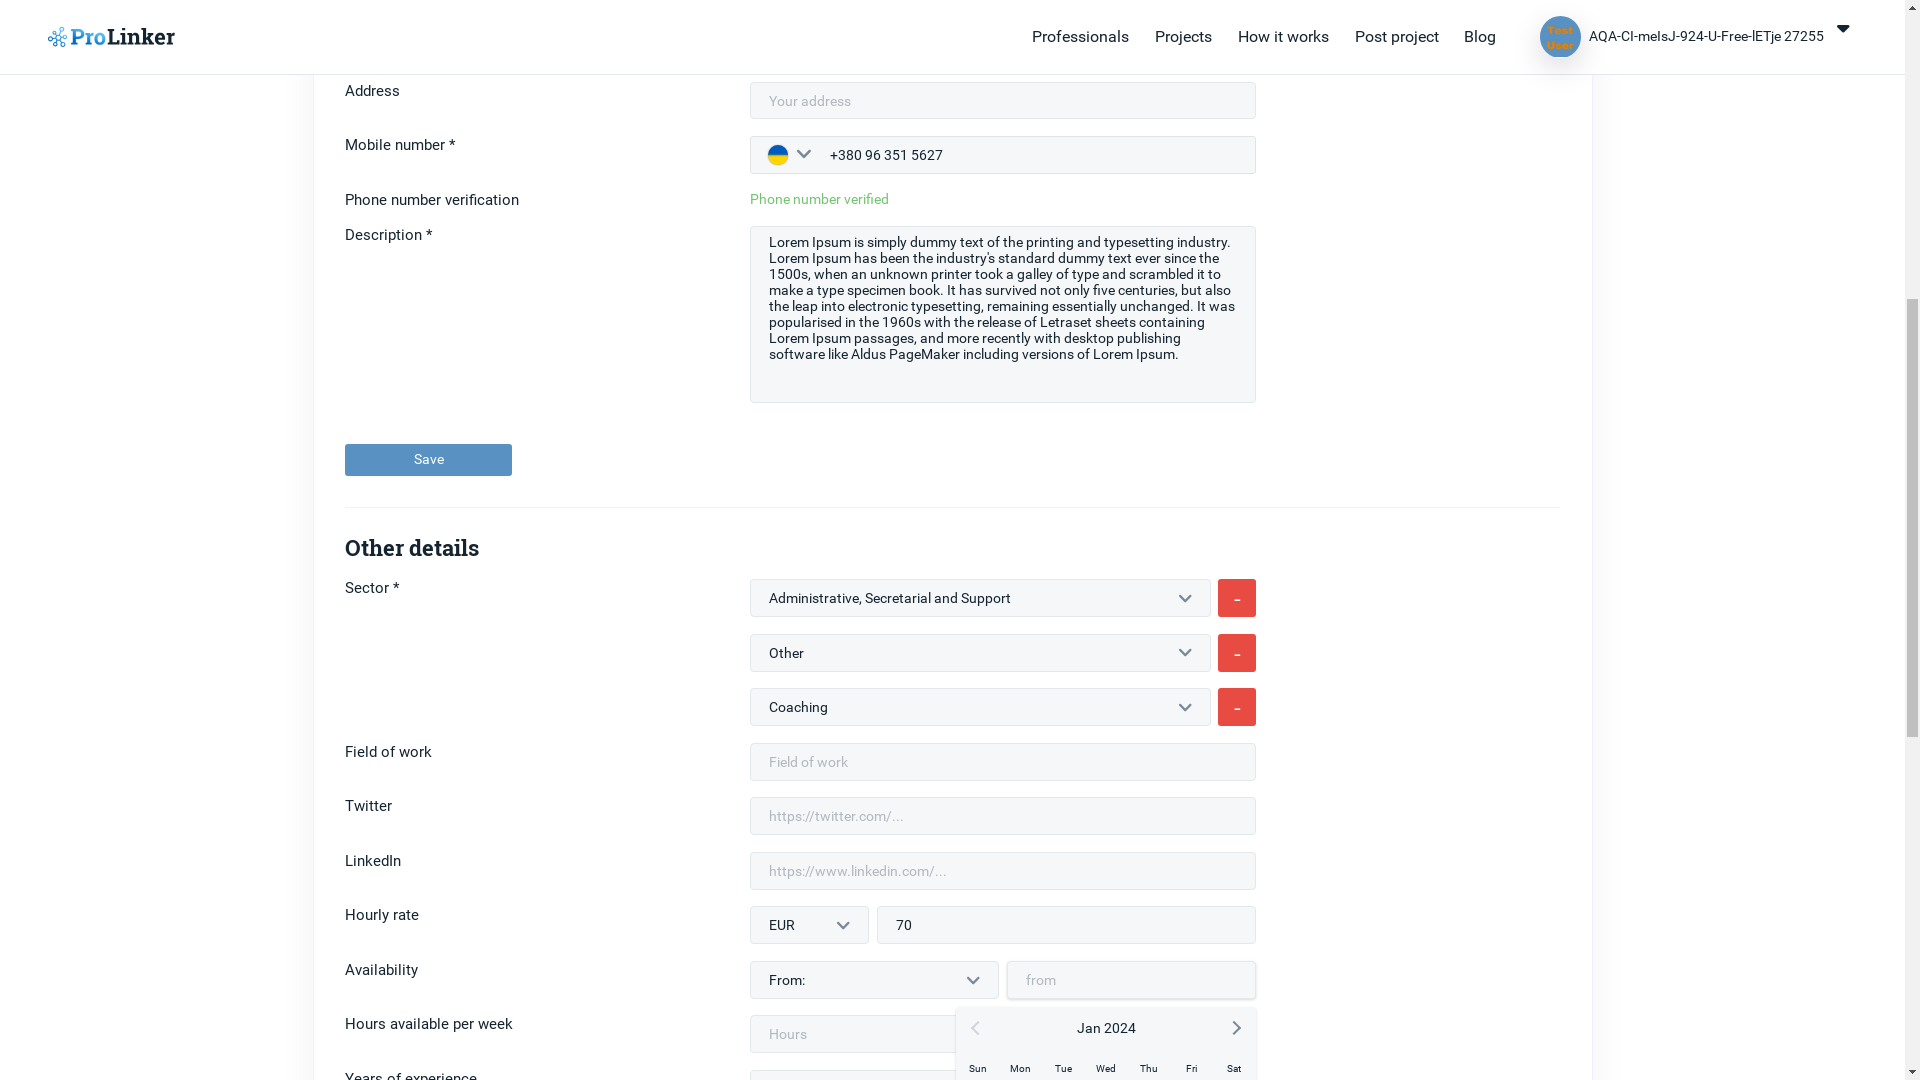 ProLinker
Professionals
Projects
How it works
Post project
Blog
Test
User
AQA-CI-meIsJ-924-U-Free-lETje 27255
Address
Your address
Mobile number *
+380 96 351 5627
Phone number verification
Phone number verified
Description *
Lorem Ipsum is simply dummy text of the printing and typesetting industry.
Lorem Ipsum has been the industry's standard dummy text ever since the
1500s, when an unknown printer took a galley of type and scrambled it to
make a type specimen book. It has survived not only five centuries, but also
the leap into electronic typesetting, remaining essentially unchanged. It was
popularised in the 1960s with the release of Letraset sheets containing
Lorem Ipsum passages, and more recently with desktop publishing
software like Aldus PageMaker including versions of Lorem Ipsum.
Save
Other details
Sector *
Administrative, Secretarial and Support
-
Other
-
Coaching
-
Field of work
Field of work
Twitter
https://twitter.com/...
LinkedIn
https://www.linkedin.com/...
Hourly rate
EUR
70
Availability
From:
from
Hours available per week
Hours
Jan 2024
Sun Mon Tue Wed Thu Fri Sat
Years of experience